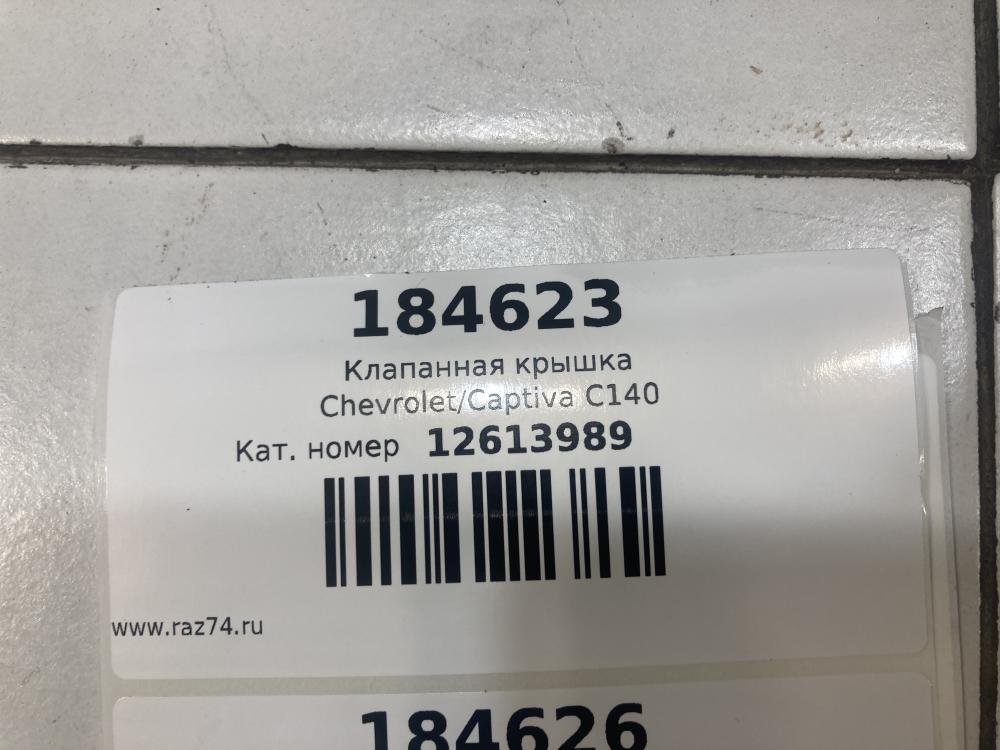 184623
Клапанная крышка
Chevrolet/Captiva C140
Кат. номер 12613989
www.raz74.ru
184626